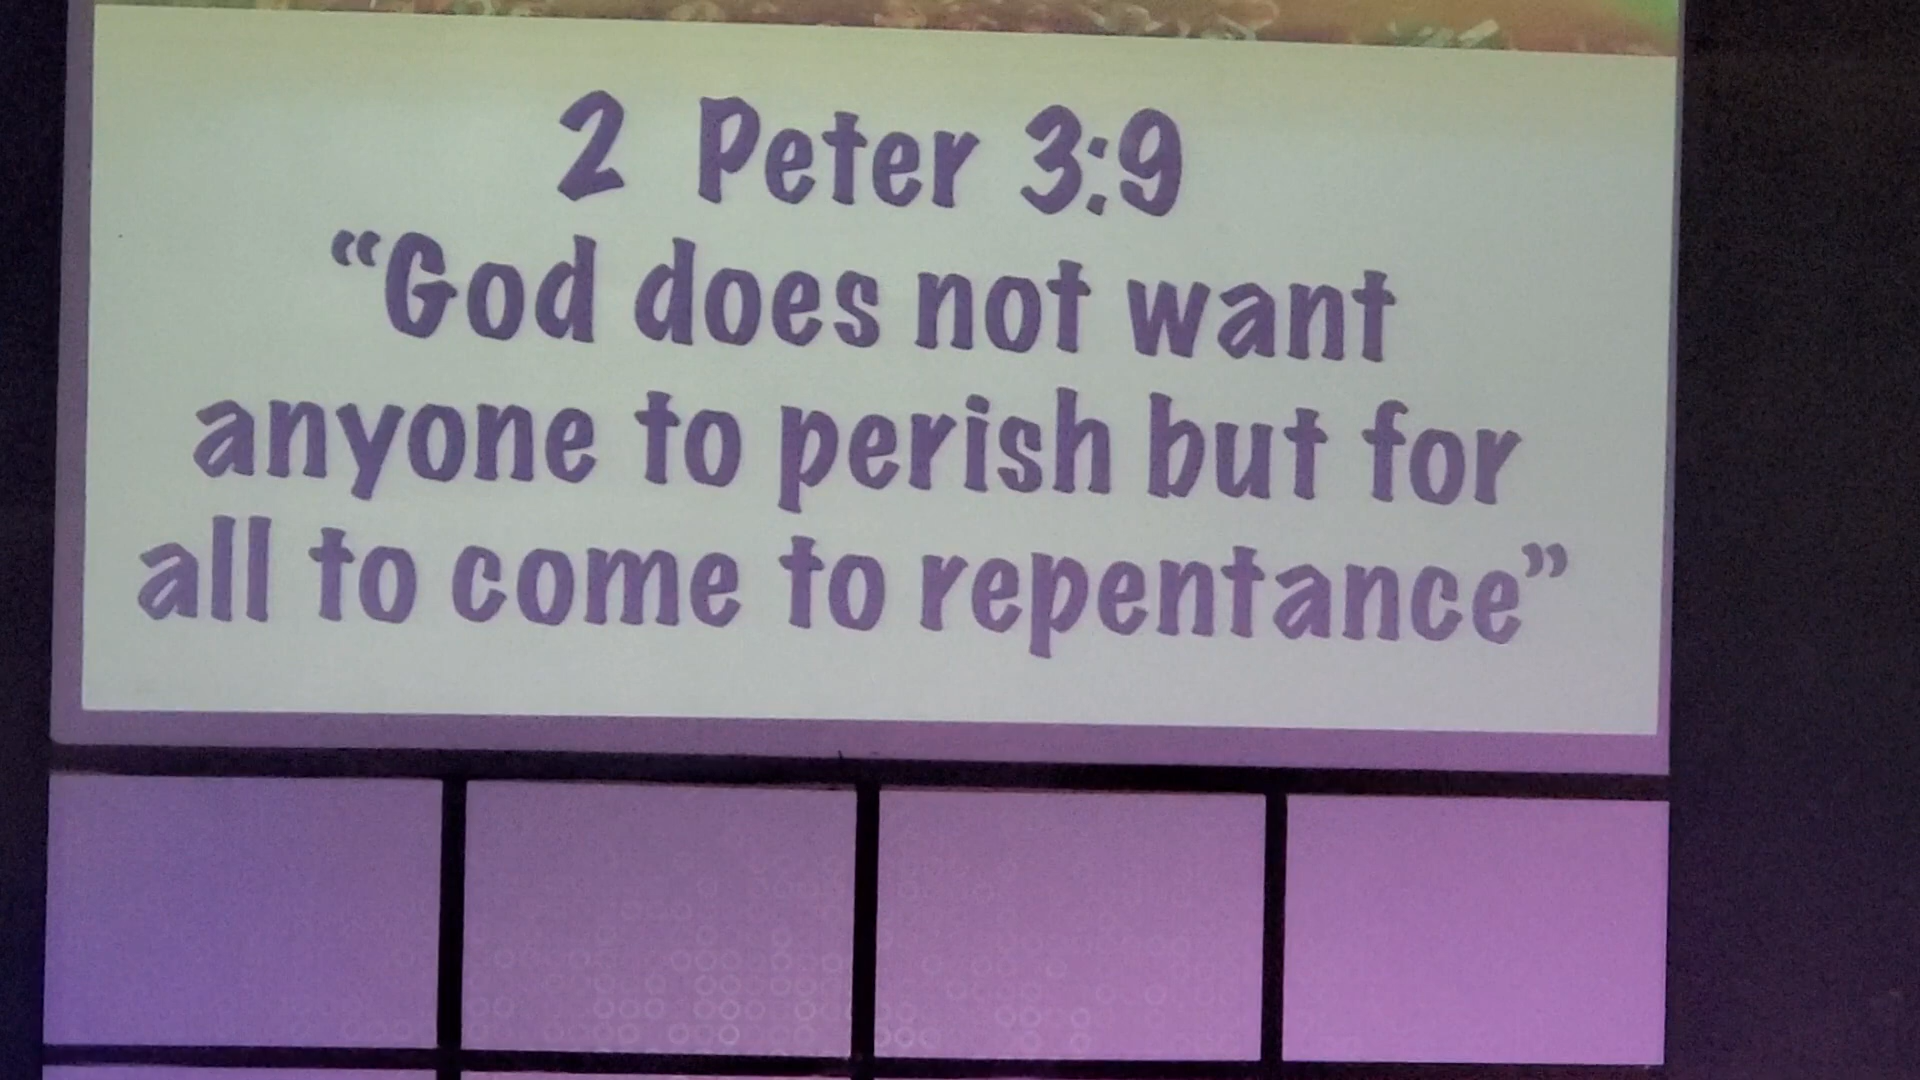 2 Peter 3:9
“God does not want
anyone to perish but for
all to come to repentance”